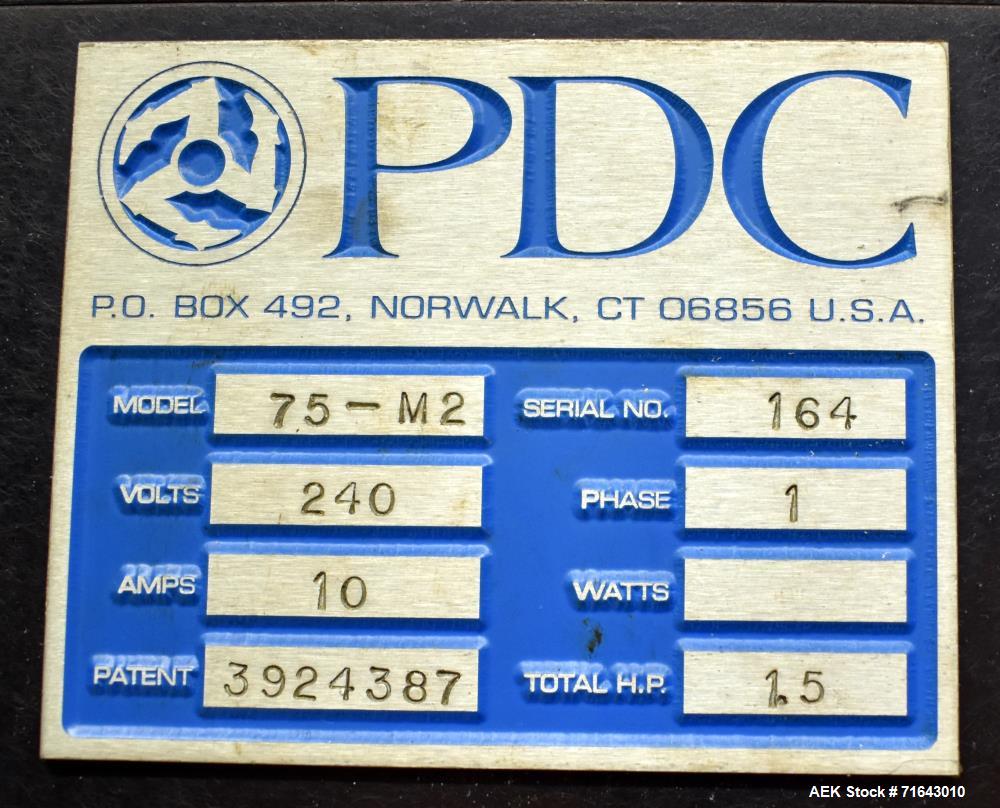 PDC
P.O. BOX 492, NORWALK, CT 06856 U.S.A.
MODEL 75-M2 SERIAL NO. 164
VOLTS 240 PHASE 1
AMPS 10 WATTS
PATENT 3924387 TOTAL H.P. 1.5
AEK Stock # 71643010